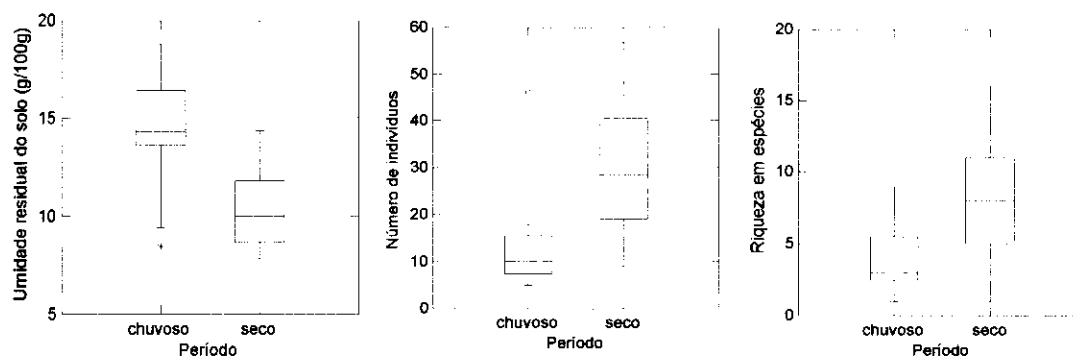 Umidade residual do solo (g/100g)
20
15
10
5
chuvoso seco
Período
Número de indivíduos
60
50
40
30
20
10
0
chuvoso seco
Período
Riqueza em espécies
20
15
10
5
0
chuvoso seco
Período